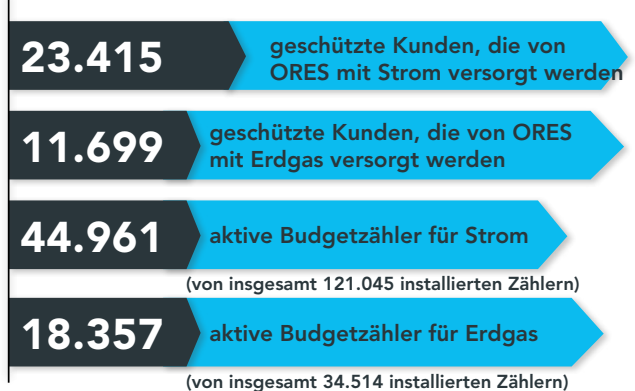 23.415
geschützte Kunden, die von
ORES mit Strom versorgt werden
11.699
geschützte Kunden, die von ORES
mit Erdgas versorgt werden
44.961
aktive Budgetzähler für Strom
(von insgesamt 121.045 installierten Zählern)
18.357
aktive Budgetzähler für Erdgas
(von insgesamt 34.514 installierten Zählern)